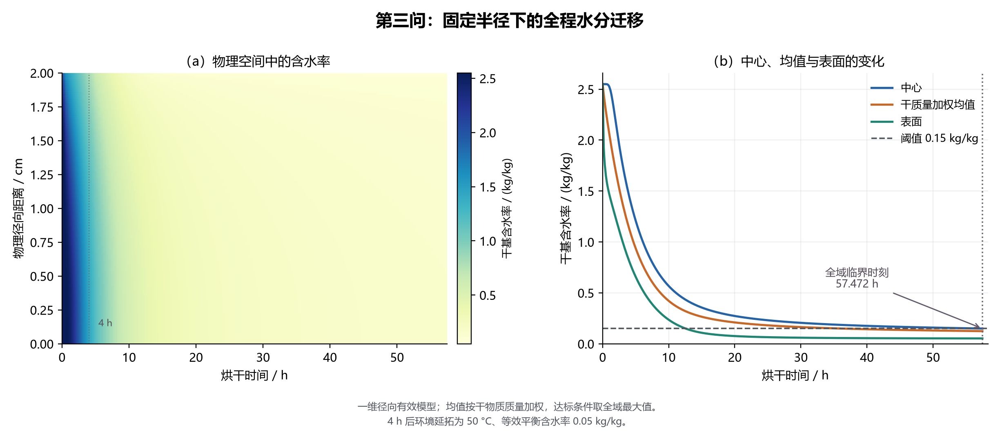 第三问：固定半径下的全程水分迁移
（a）物理空间中的含水率
物理径向距离 / cm
2.00
1.75
1.50
1.25
1.00
0.75
0.50
0.25
0.00
4 h
0
10
20
30
40
50
烘干时间 / h
2.5
2.0
1.5
1.0
0.5
干基含水率 / (kg/kg)
（b）中心、均值与表面的变化
干基含水率 / (kg/kg)
2.5
2.0
1.5
1.0
0.5
0.0
中心
干质量加权均值
表面
阈值 0.15 kg/kg
全域临界时刻
57.472 h
0
10
20
30
40
50
烘干时间 / h
一维径向有效模型；均值按干物质质量加权，达标条件取全域最大值。
4 h 后环境延拓为 50 °C、等效平衡含水率 0.05 kg/kg。